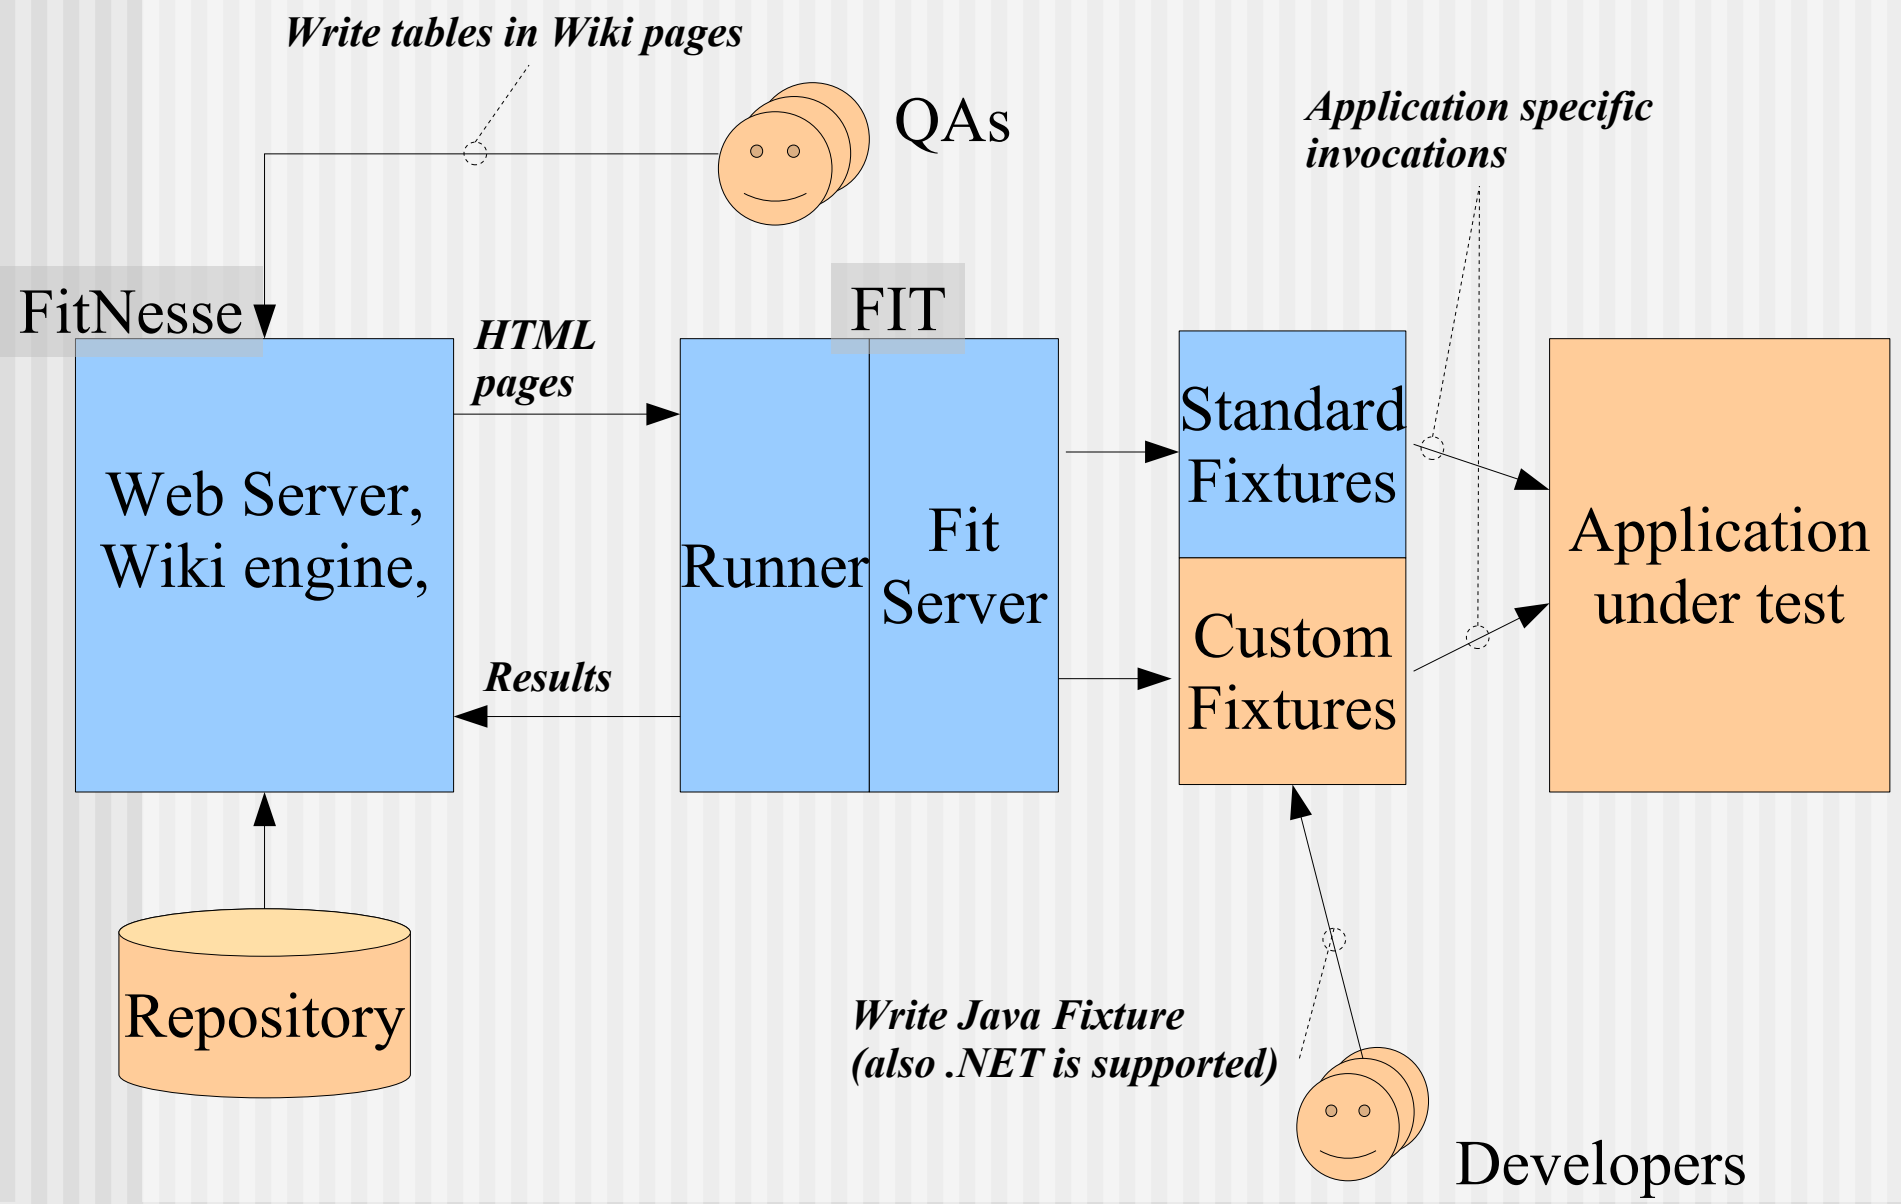 Write tables in Wiki pages
QAs
Application specific
invocations
FitNesse
HTML
pages
FIT
Web Server,
Wiki engine,
Runner
Fit
Server
Standard
Fixtures
Custom
Fixtures
Application
under test
Results
Repository
Write Java Fixture
(also .NET is supported)
Developers